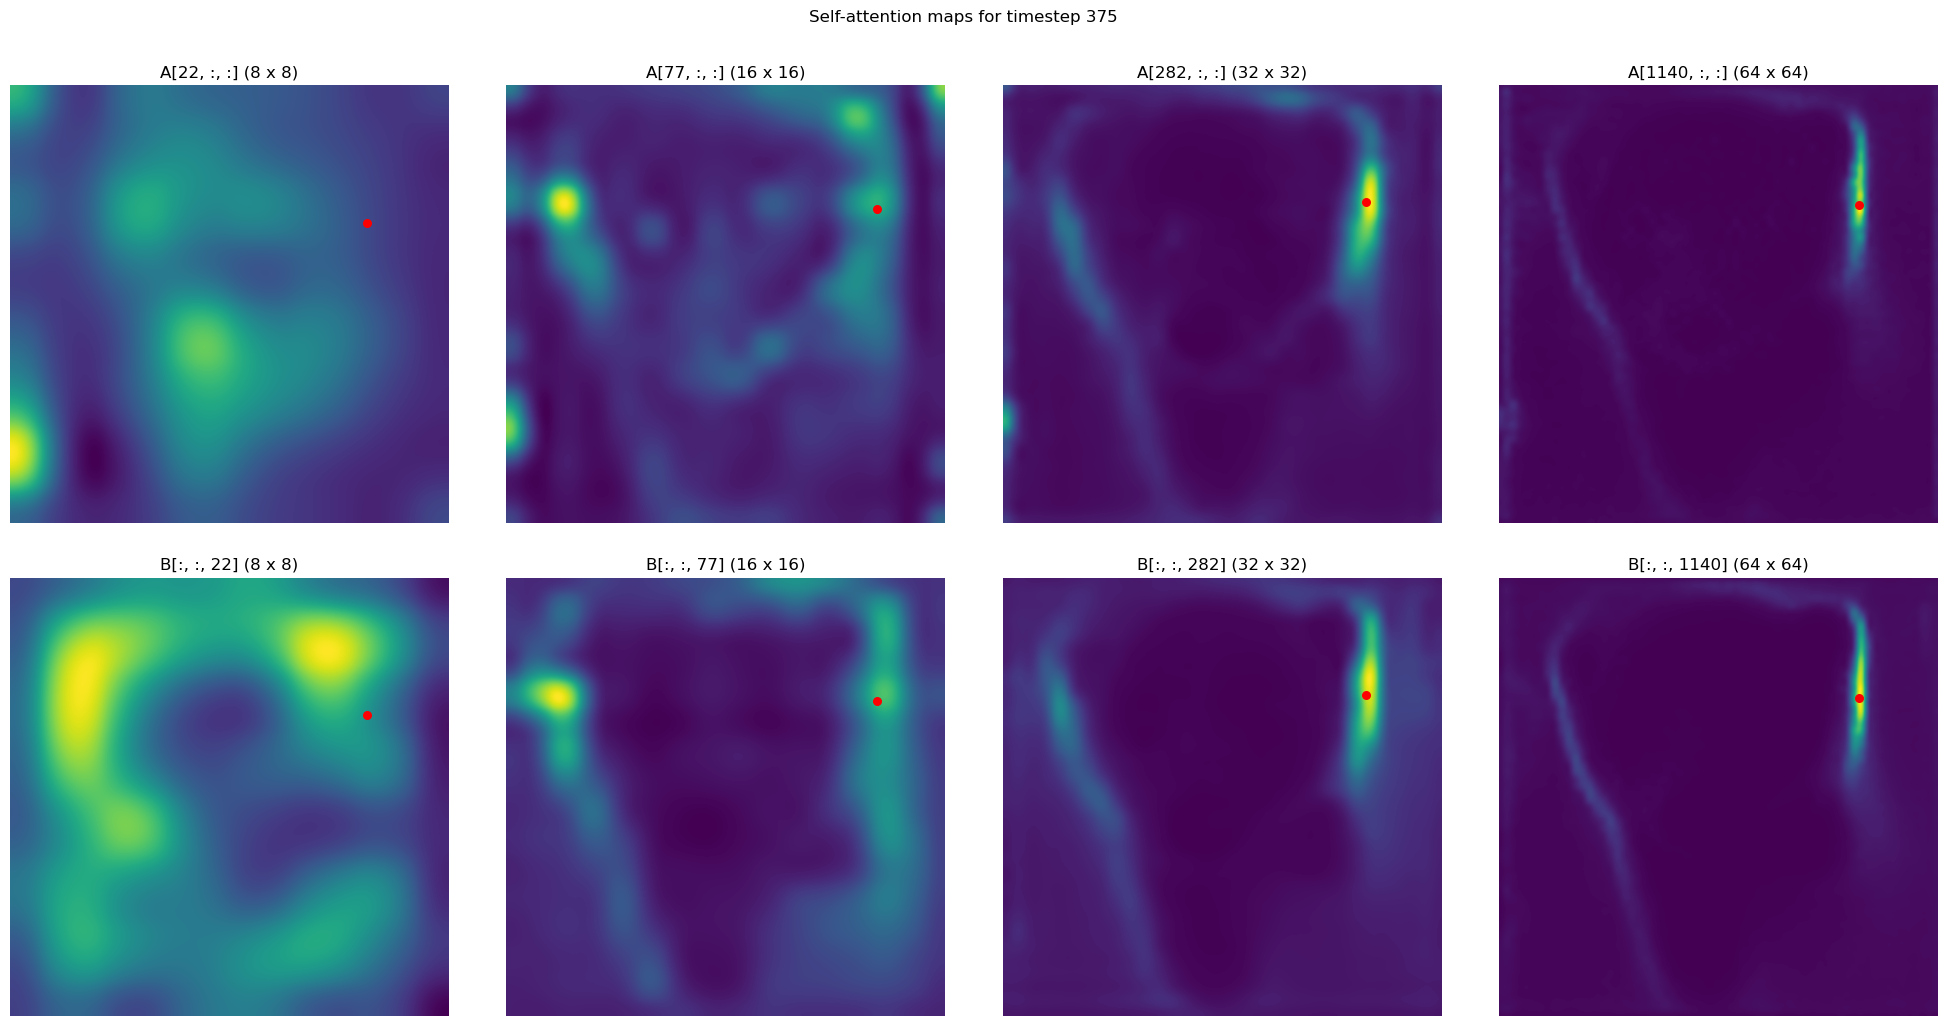 Self-attention maps for timestep 375
A[22, :, :] (8 x 8)
A[77, :, :] (16 x 16)
A[282, :, :] (32 x 32)
A[1140, :, :] (64 x 64)
B[:, :, 22] (8 x 8)
B[:, :, 77] (16 x 16)
B[:, :, 282] (32 x 32)
B[:, :, 1140] (64 x 64)